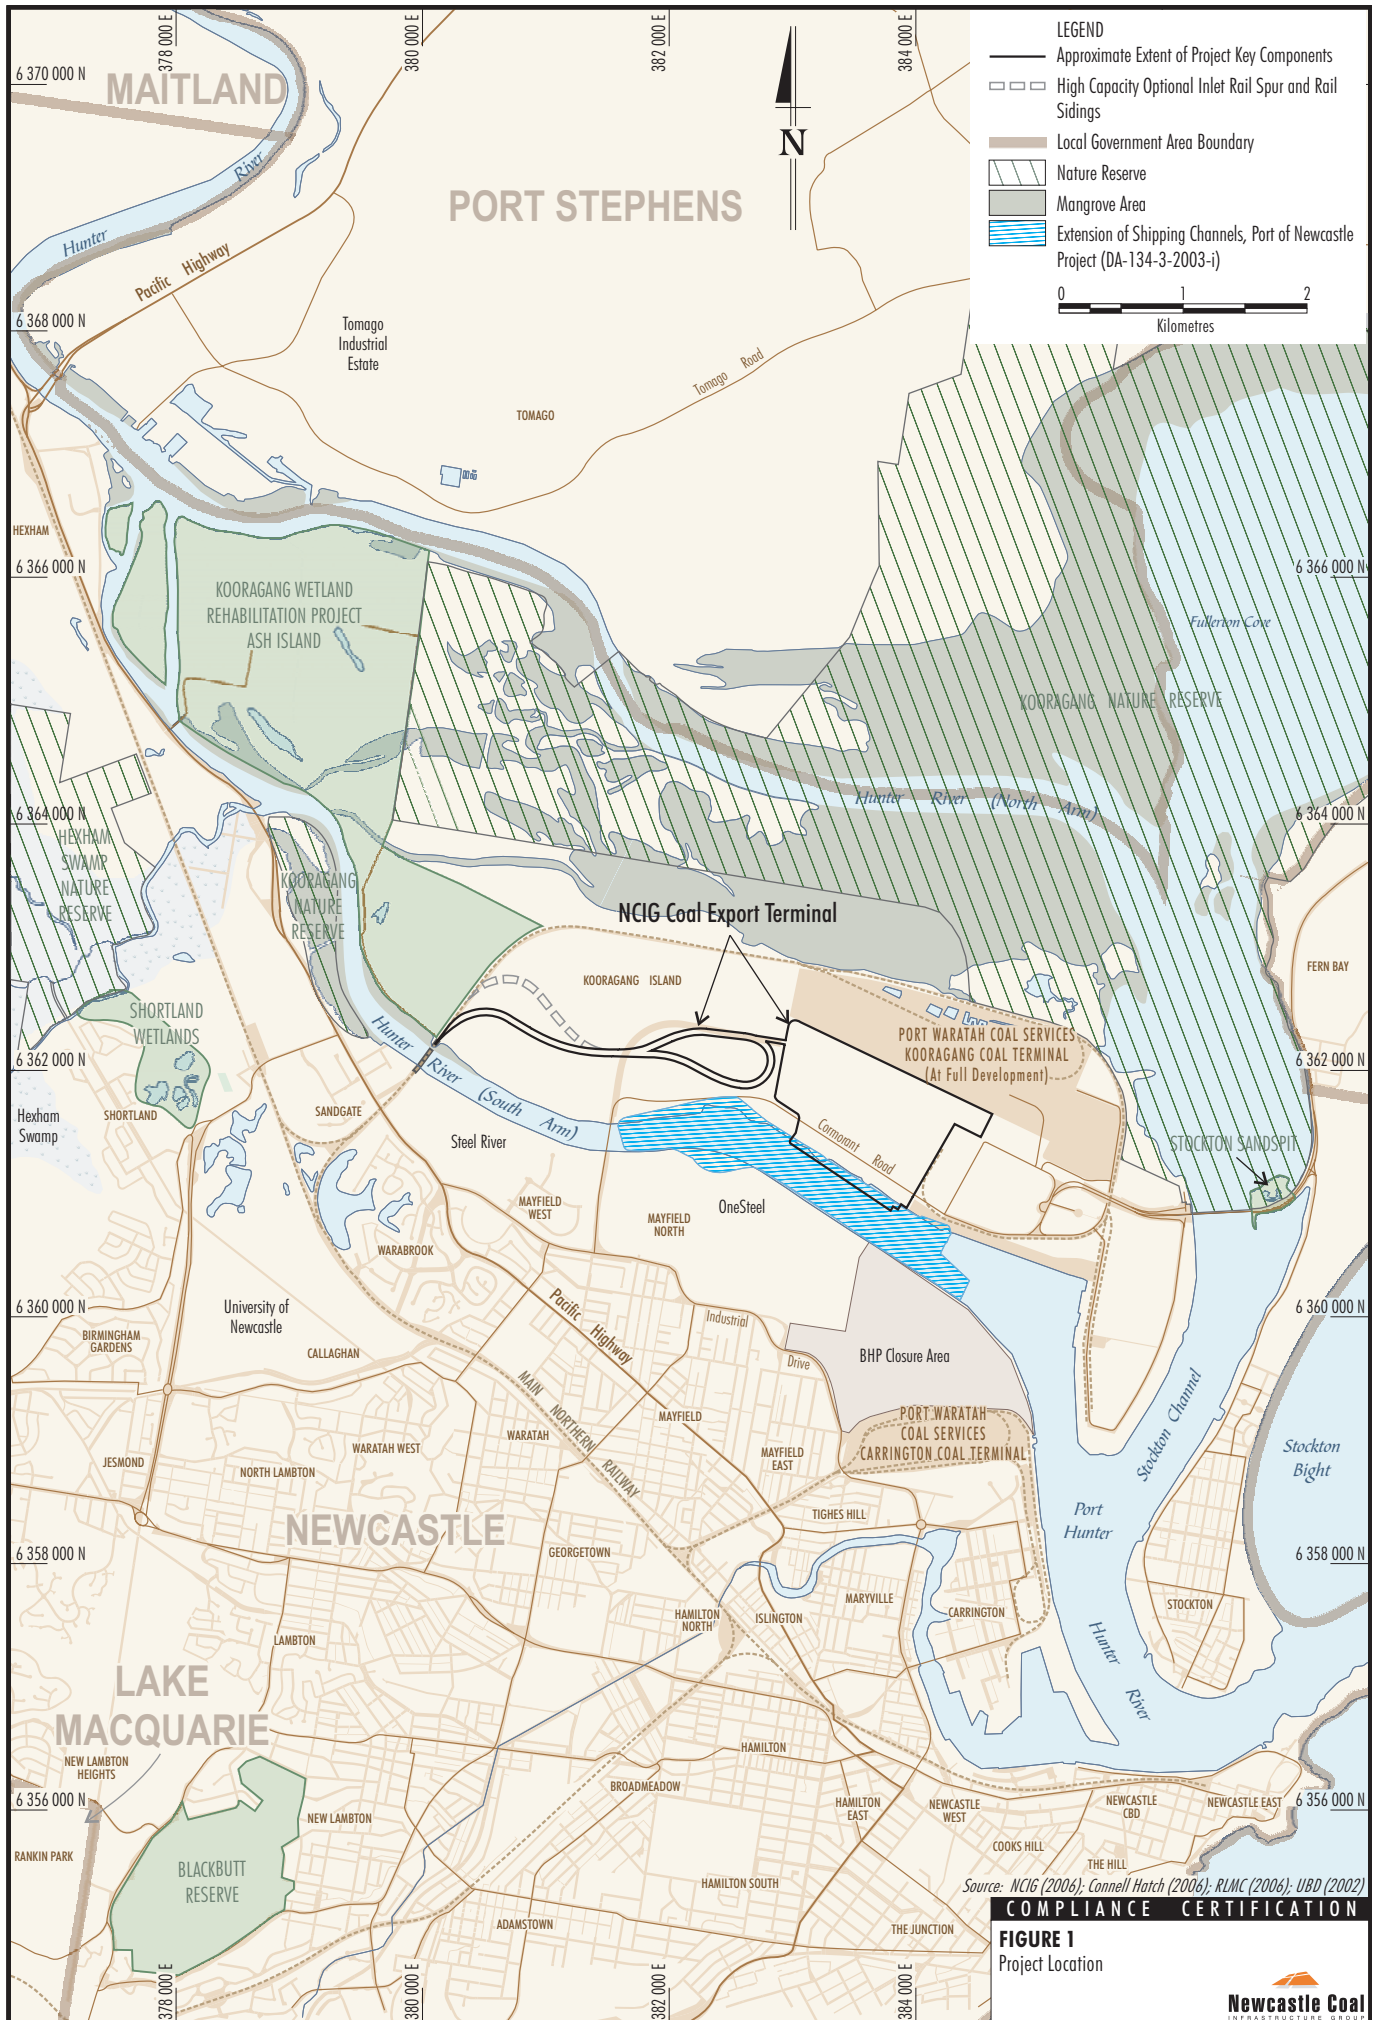 378 000 E
380 000 E
382 000 E
384 000 E
LEGEND
Approximate Extent of Project Key Components
High Capacity Optional Inlet Rail Spur and Rail
Sidings
Local Government Area Boundary
Nature Reserve
Mangrove Area
Extension of Shipping Channels, Port of Newcastle
Project (DA-134-3-2003-i)
0 1 2
Kilometres
N
6 370 000 N
MAITLAND
River
Hunter
Pacific Highway
PORT STEPHENS
6 368 000 N
Tomago
Industrial
Estate
Tomago Road
TOMAGO
HEXHAM
6 366 000 N
6 366 000 N
KOORAGANG WETLAND
REHABILITATION PROJECT
ASH ISLAND
Fullerton Cove
KOORAGANG NATURE RESERVE
Hunter River (North Arm)
6 364 000 N
6 364 000 N
HEXHAM
SWAMP
NATURE
RESERVE
KOORAGANG
NATURE
RESERVE
NCIG Coal Export Terminal
KOORAGANG ISLAND
FERN BAY
SHORTLAND
WETLANDS
PORT WARATAH COAL SERVICES
KOORAGANG COAL TERMINAL
(At Full Development)
6 362 000 N
6 362 000 N
Hunter River (South Arm)
Hexham
Swamp
SHORTLAND
SANDGATE
Steel River
Cormorant Road
STOCKTON SANDSPIT
MAYFIELD
WEST
OneSteel
MAYFIELD
NORTH
WARABROOK
6 360 000 N
6 360 000 N
University of
Newcastle
BIRMINGHAM
GARDENS
CALLAGHAN
Pacific Highway
Industrial
Drive
BHP Closure Area
MAIN NORTHERN RAILWAY
Stockton Channel
MAYFIELD
WARATAH
PORT WARATAH
COAL SERVICES
CARRINGTON COAL TERMINAL
WARATAH WEST
MAYFIELD
EAST
Stockton
Bight
JESMOND
NORTH LAMBTON
Port
Hunter
TIGHES HILL
NEWCASTLE
GEORGETOWN
6 358 000 N
6 358 000 N
MARYVILLE
STOCKTON
CARRINGTON
HAMILTON
NORTH
ISLINGTON
LAMBTON
Hunter River
LAKE
MACQUARIE
NEW LAMBTON
HEIGHTS
HAMILTON
BROADMEADOW
6 356 000 N
6 356 000 N
NEW LAMBTON
HAMILTON
EAST
NEWCASTLE
WEST
NEWCASTLE
CBD
NEWCASTLE EAST
COOKS HILL
RANKIN PARK
THE HILL
BLACKBUTT
RESERVE
HAMILTON SOUTH
ADAMSTOWN
THE JUNCTION
Source: NCIG (2006); Connell Hatch (2006); RLMC (2006); UBD (2002)
COMPLIANCE CERTIFICATION
FIGURE 1
Project Location
Newcastle Coal
INFRASTRUCTURE GROUP
378 000 E
380 000 E
382 000 E
384 000 E